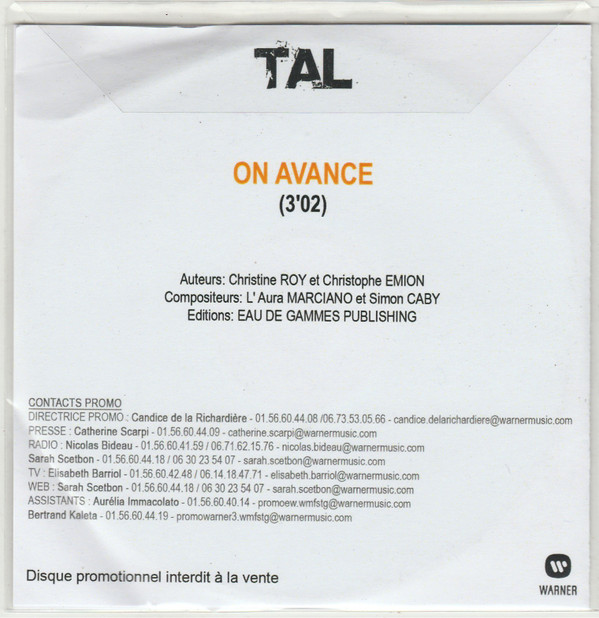 TAL
ON AVANCE
(3'02)
Auteurs: Christine ROY et Christophe EMION
Compositeurs: L' Aura MARCIANO et Simon CABY
Editions: EAU DE GAMMES PUBLISHING
CONTACTS PROMO
DIRECTRICE PROMO : Candice de la Richardière - 01.56.60.44.08 /06.73.53.05.66 - candice.delarichardiere@warnermusic.com
PRESSE : Catherine Scarpi - 01.56.60.44.09 - catherine.scarpi@warnermusic.com
RADIO : Nicolas Bideau - 01.56.60.41.59 / 06.71.62.15.76 - nicolas.bideau@warnermusic.com
Sarah Scetbon - 01.56.60.44.18 / 06 30 23 54 07 - sarah.scetbon@warnermusic.com
TV : Elisabeth Barriol - 01.56.60.42.48 / 06.14.18.47.71 - elisabeth.barriol@warnermusic.com
WEB : Sarah Scetbon - 01.56.60.44.18 / 06 30 23 54 07 - sarah.scetbon@warnermusic.com
ASSISTANTS : Aurélia Immacolato - 01.56.60.40.14 - promoew.wmfstg@warnermusic.com
Bertrand Kaleta - 01.56.60.44.19 - promowarner3.wmfstg@warnermusic.com
Disque promotionnel interdit à la vente
WARNER